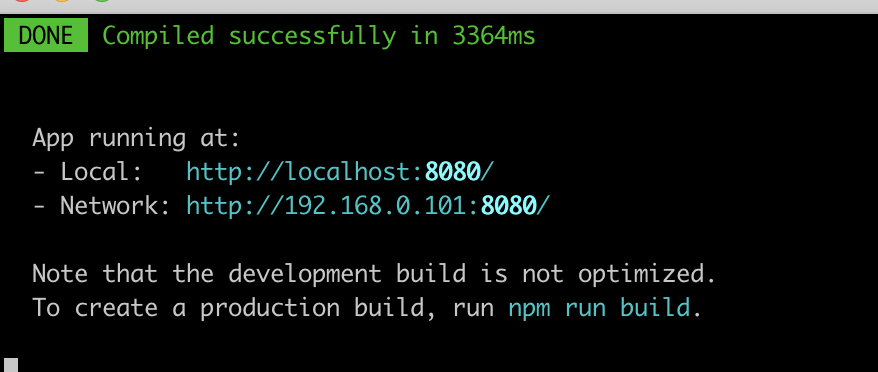 DONE Compiled successfully in 3364ms
App running at:
- Local: http://localhost:8080/
- Network: http://192.168.0.101:8080/
Note that the development build is not optimized.
To create a production build, run npm run build.